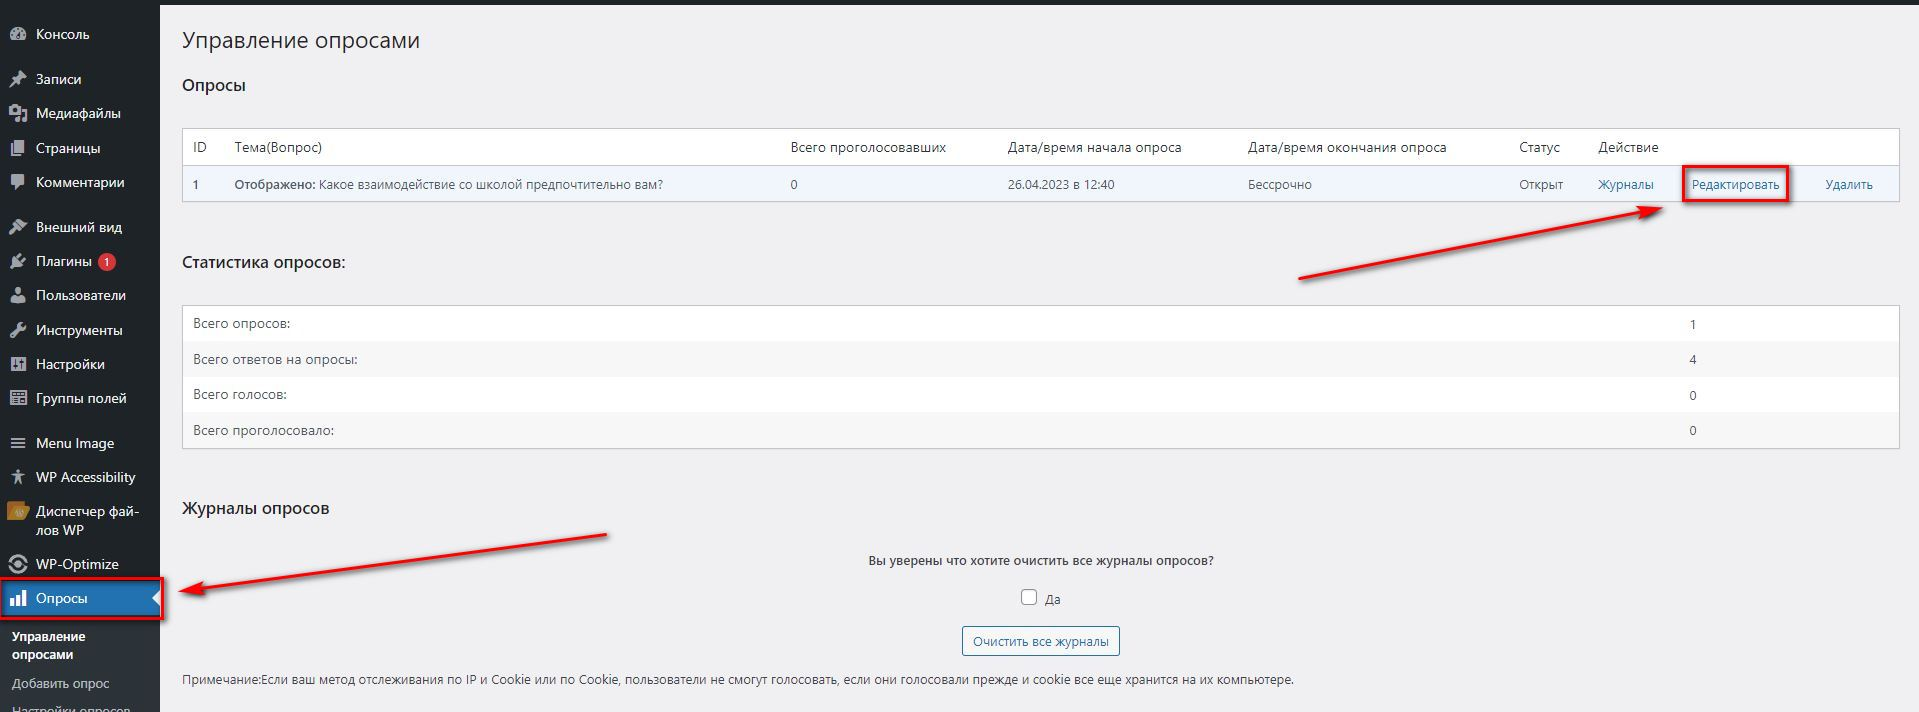 Консоль
Записи
Медиафайлы
Страницы
Комментарии
Внешний вид
Плагины 1
Пользователи
Инструменты
Настройки
Группы полей
Menu Image
WP Accessibility
Диспетчер фай-
лов WP
WP-Optimize
Опросы
Управление
опросами
Добавить опрос
Настройки опросов
Управление опросами
Опросы
ID Тема(Вопрос) Всего проголосовавших Дата/время начала опроса Дата/время окончания опроса Статус Действие
1 Отображено: Какое взаимодействие со школой предпочтительно вам? 0 26.04.2023 в 12:40 Бессрочно Открыт Журналы Редактировать Удалить
Статистика опросов:
Всего опросов: 1
Всего ответов на опросы: 4
Всего голосов: 0
Всего проголосовало: 0
Журналы опросов
Вы уверены что хотите очистить все журналы опросов?
Да
Очистить все журналы
Примечание:Если ваш метод отслеживания по IP и Cookie или по Cookie, пользователи не смогут голосовать, если они голосовали прежде и cookie все еще хранится на их компьютере.